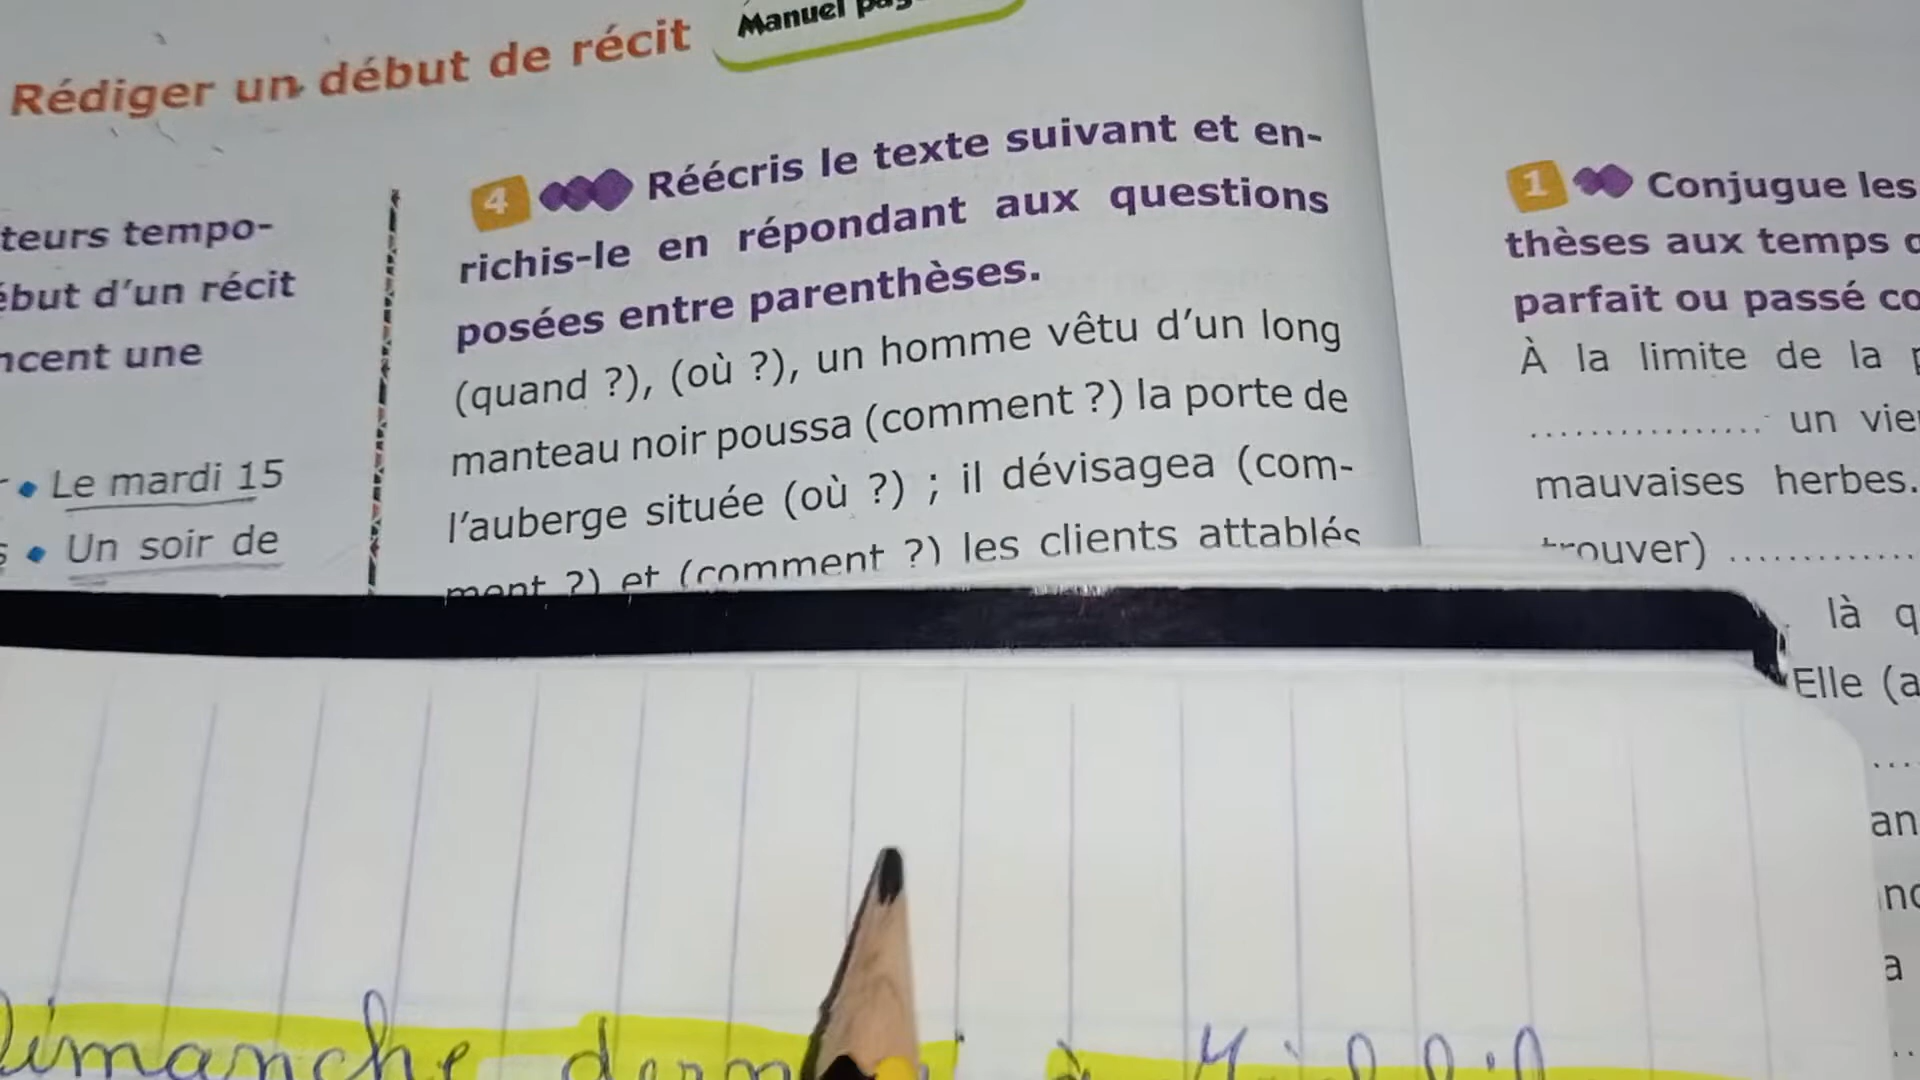 Rédiger un début de récit
Manuel
teurs tempo-
ébut d'un récit
ncent une
• Le mardi 15
• Un soir de
4 Réécris le texte suivant et en-
richis-le en répondant aux questions
posées entre parenthèses.
(quand ?), (où ?), un homme vêtu d'un long
manteau noir poussa (comment ?) la porte de
l'auberge située (où ?) ; il dévisagea (com-
ment ?) et (comment ?) les clients attablés
1 Conjugue les
thèses aux temps
parfait ou passé co
À la limite de la
................ un vie
mauvaises herbes.
trouver) ..............
là q
Elle (a
...
an
a
dimanche